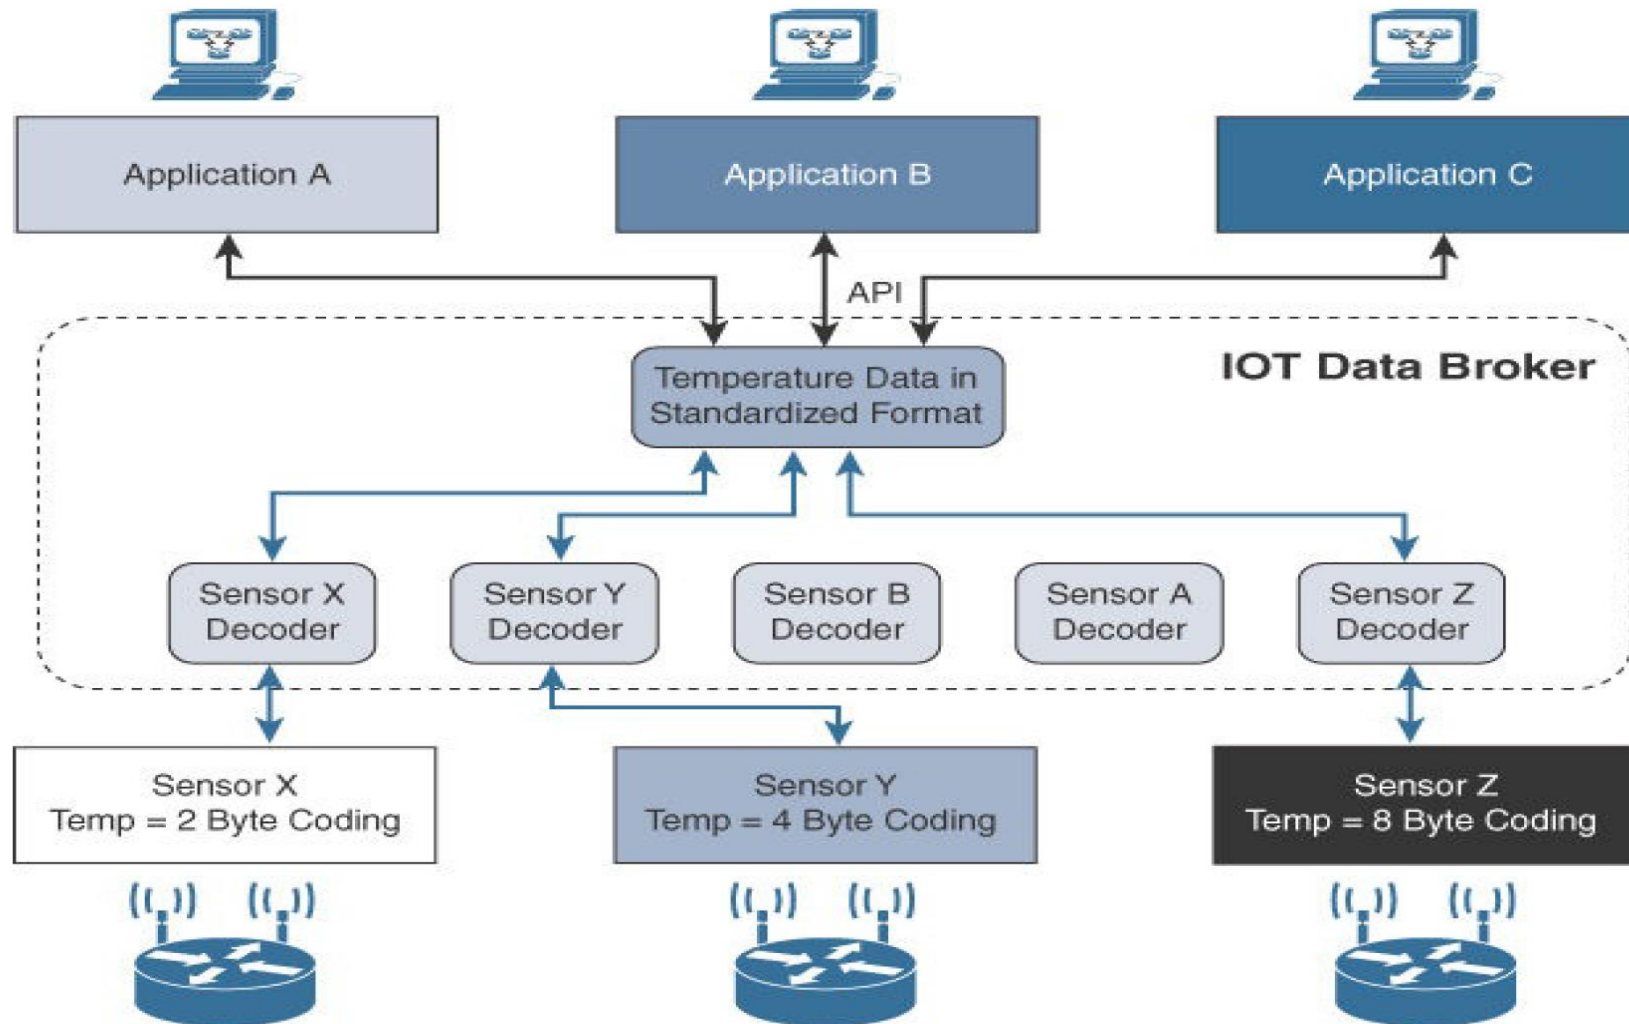 Application A
Application B
Application C
API
IOT Data Broker
Temperature Data in
Standardized Format
Sensor X
Decoder
Sensor Y
Decoder
Sensor B
Decoder
Sensor A
Decoder
Sensor Z
Decoder
Sensor X
Temp = 2 Byte Coding
Sensor Y
Temp = 4 Byte Coding
Sensor Z
Temp = 8 Byte Coding